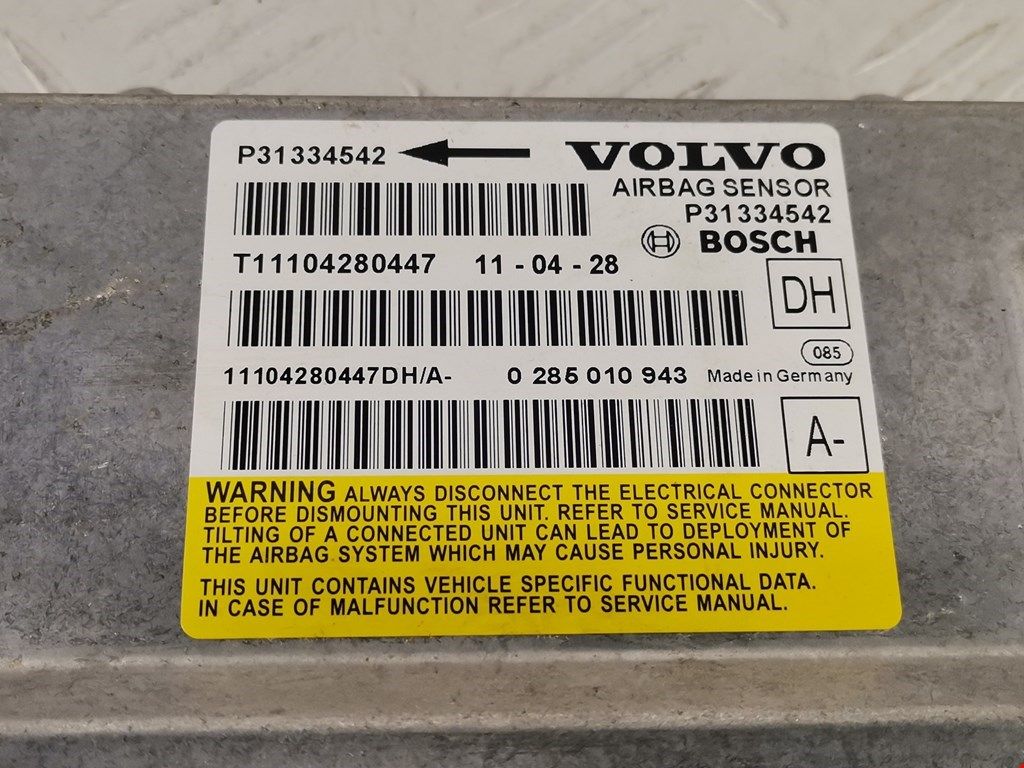 P31334542
VOLVO
AIRBAG SENSOR
P31334542
BOSCH
T11104280447 11 - 04 - 28
DH
085
11104280447DH/A- 0 285 010 943 Made in Germany
A-
WARNING ALWAYS DISCONNECT THE ELECTRICAL CONNECTOR
BEFORE DISMOUNTING THIS UNIT. REFER TO SERVICE MANUAL.
TILTING OF A CONNECTED UNIT CAN LEAD TO DEPLOYMENT OF
THE AIRBAG SYSTEM WHICH MAY CAUSE PERSONAL INJURY.
THIS UNIT CONTAINS VEHICLE SPECIFIC FUNCTIONAL DATA.
IN CASE OF MALFUNCTION REFER TO SERVICE MANUAL.